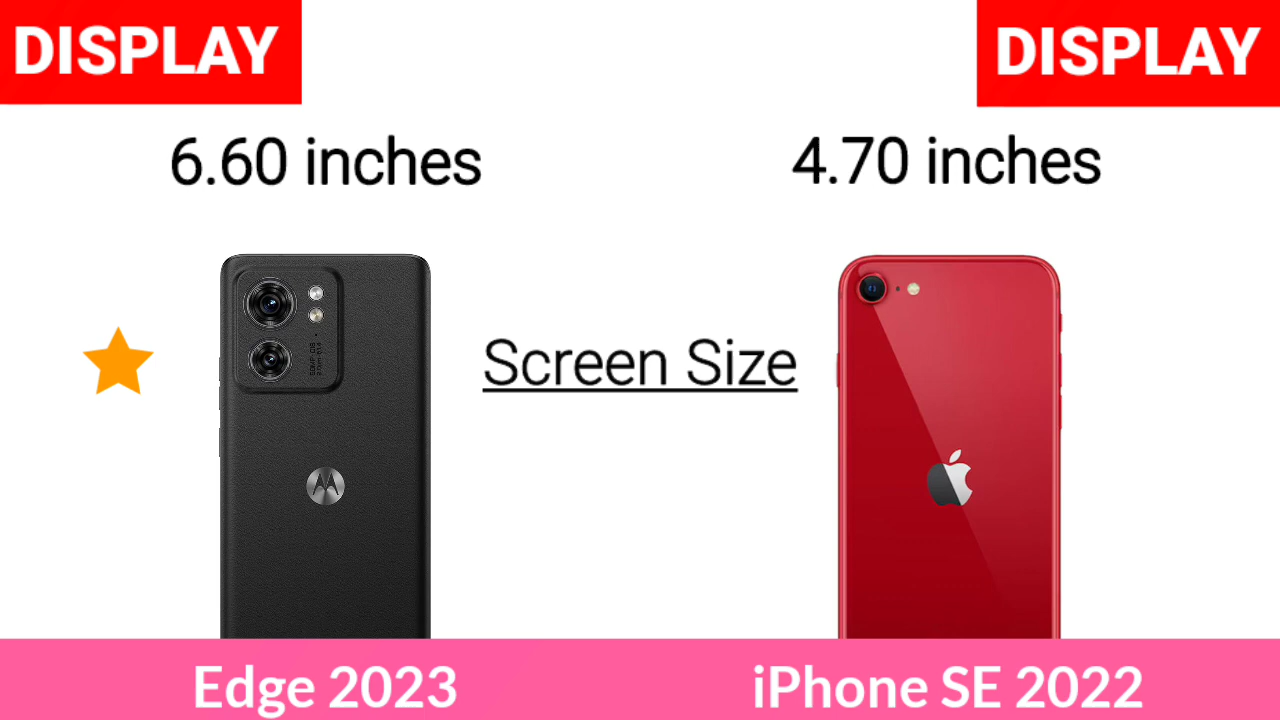 DISPLAY
DISPLAY
6.60 inches
4.70 inches
Screen Size
Edge 2023
iPhone SE 2022